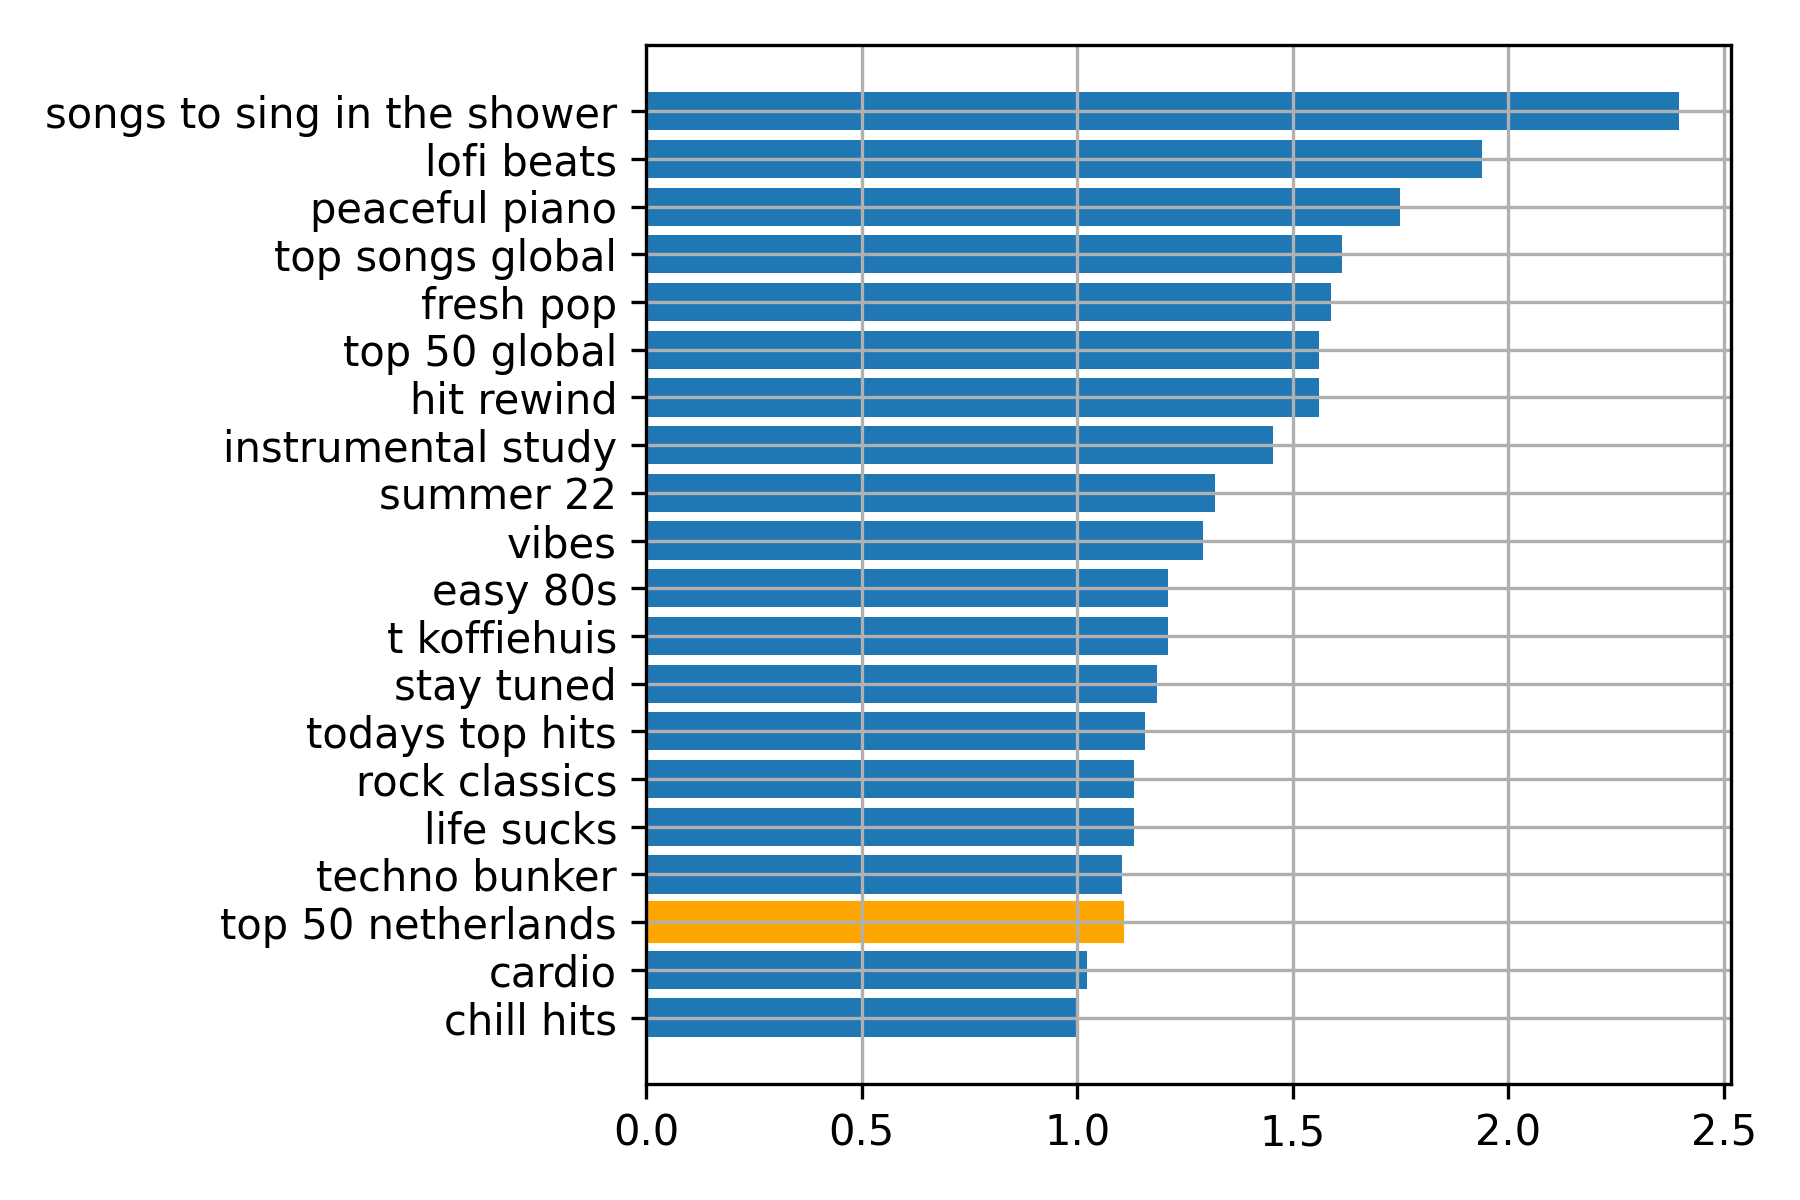 songs to sing in the shower
lofi beats
peaceful piano
top songs global
fresh pop
top 50 global
hit rewind
instrumental study
summer 22
vibes
easy 80s
t koffiehuis
stay tuned
todays top hits
rock classics
life sucks
techno bunker
top 50 netherlands
cardio
chill hits
0.0 0.5 1.0 1.5 2.0 2.5